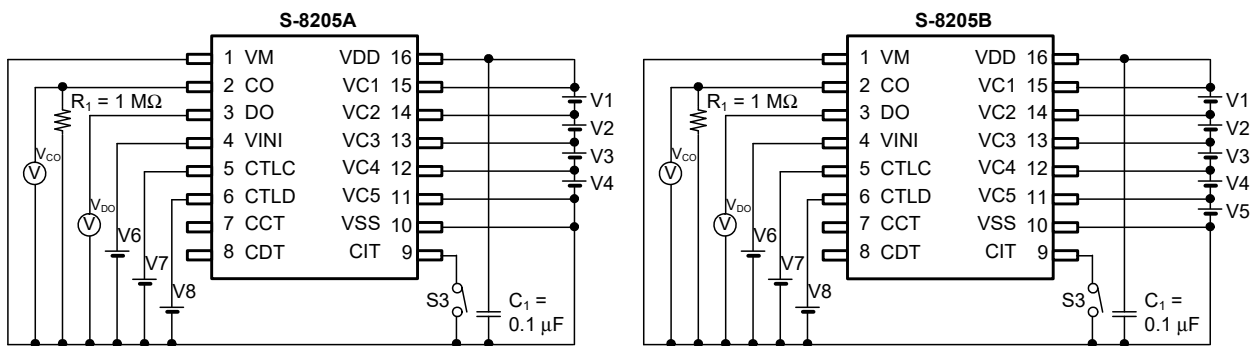 S-8205A
1 VM VDD 16
2 CO VC1 15
3 DO VC2 14
4 VINI VC3 13
5 CTLC VC4 12
6 CTLD VC5 11
7 CCT VSS 10
8 CDT CIT 9
R1 = 1 MΩ
VCO
V
VDO
V
V6
V7
V8
V1
V2
V3
V4
S3
C1 =
0.1 μF
S-8205B
1 VM VDD 16
2 CO VC1 15
3 DO VC2 14
4 VINI VC3 13
5 CTLC VC4 12
6 CTLD VC5 11
7 CCT VSS 10
8 CDT CIT 9
R1 = 1 MΩ
VCO
V
VDO
V
V6
V7
V8
V1
V2
V3
V4
V5
S3
C1 =
0.1 μF